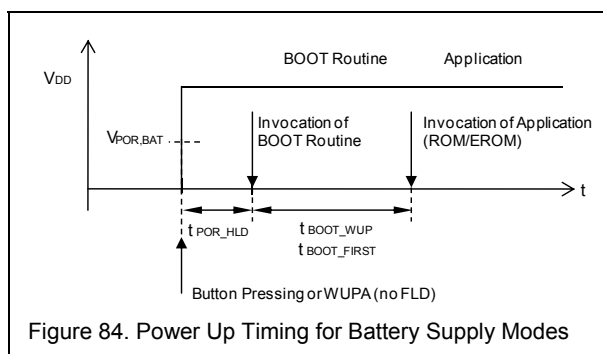 BOOT Routine Application
VDD
Invocation of
BOOT Routine
Invocation of Application
(ROM/EROM)
VPOR,BAT
t
t POR_HLD
t BOOT_WUP
t BOOT_FIRST
Button Pressing or WUPA (no FLD)
Figure 84. Power Up Timing for Battery Supply Modes